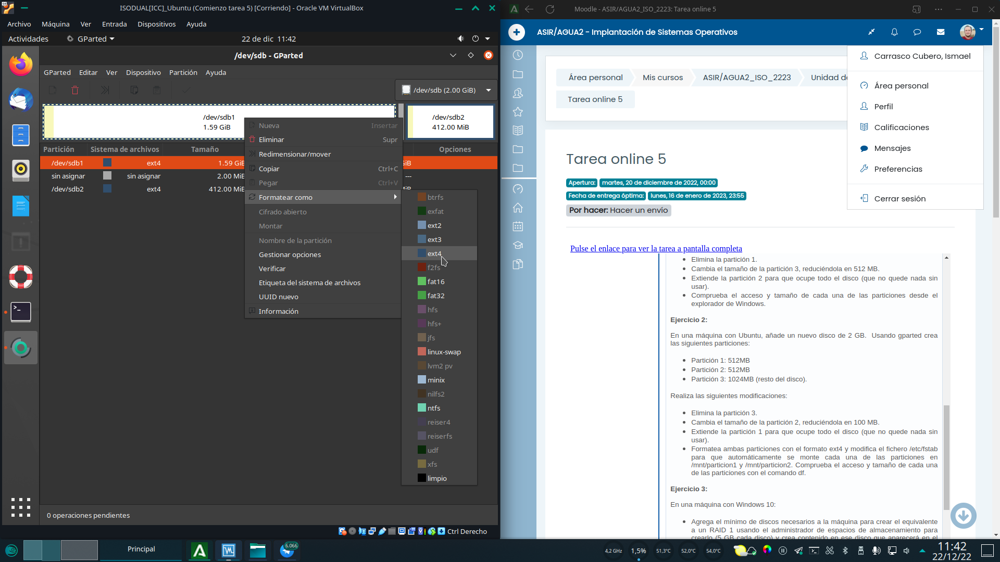 ISODUAL[ICC]_Ubuntu (Comienzo tarea 5) [Corriendo] - Oracle VM VirtualBox
Archivo Máquina Ver Entrada Dispositivos Ayuda
Actividades GParted 22 de dic 11:42
/dev/sdb - GParted
GParted Editar Ver Dispositivo Partición Ayuda
/dev/sdb (2.00 GiB)
/dev/sdb1
1.59 GiB
/dev/sdb2
412.00 MiB
Partición Sistema de archivos Tamaño Opciones
/dev/sdb1 ext4 1.59 GiB
sin asignar sin asignar 2.00 MiB ---
/dev/sdb2 ext4 412.00 MiB
Nueva Insertar
Eliminar Supr
Redimensionar/mover
Copiar Ctrl+C
Pegar Ctrl+V
Formatear como
Cifrado abierto
Montar
Nombre de la partición
Gestionar opciones
Verificar
Etiqueta del sistema de archivos
UUID nuevo
Información
btrfs
exfat
ext2
ext3
ext4
f2fs
fat16
fat32
hfs
hfs+
jfs
linux-swap
lvm2 pv
minix
nilfs2
ntfs
reiser4
reiserfs
udf
xfs
limpio
0 operaciones pendientes
Ctrl Derecho
Moodle - ASIR/AGUA2_ISO_2223: Tarea online 5
ASIR/AGUA2 - Implantación de Sistemas Operativos
Carrasco Cubero, Ismael
Área personal
Perfil
Calificaciones
Mensajes
Preferencias
Cerrar sesión
Área personal Mis cursos ASIR/AGUA2_ISO_2223 Unidad de
Tarea online 5
Tarea online 5
Apertura: martes, 20 de diciembre de 2022, 00:00
Fecha de entrega óptima: lunes, 16 de enero de 2023, 23:55
Por hacer: Hacer un envío
Pulse el enlace para ver la tarea a pantalla completa
Elimina la partición 1.
Cambia el tamaño de la partición 3, reduciéndola en 512 MB.
Extiende la partición 2 para que ocupe todo el disco (que no quede nada sin
usar).
Comprueba el acceso y tamaño de cada una de las particiones desde el
explorador de Windows.
Ejercicio 2:
En una máquina con Ubuntu, añade un nuevo disco de 2 GB. Usando gparted crea
las siguientes particiones:
Partición 1: 512MB
Partición 2: 512MB
Partición 3: 1024MB (resto del disco).
Realiza las siguientes modificaciones:
Elimina la partición 3.
Cambia el tamaño de la partición 2, reduciéndola en 100 MB.
Extiende la partición 1 para que ocupe todo el disco (que no quede nada sin
usar).
Formatea ambas particiones con el formato ext4 y modifica el fichero /etc/fstab
para que automáticamente se monte cada una de las particiones en
/mnt/particion1 y /mnt/particion2. Comprueba el acceso y tamaño de cada una
de las particiones con el comando df.
Ejercicio 3:
En una máquina con Windows 10:
Agrega el mínimo de discos necesarios a la máquina para crear el equivalente
a un RAID 1 usando el administrador de espacios de almacenamiento para
crearlo (5 GB cada disco) y crea contenido en ese disco que aparecerá en el
Principal
6.066
4,2 GHz 1,5% 51,3°C 52,0°C 54,0°C
11:42
22/12/22